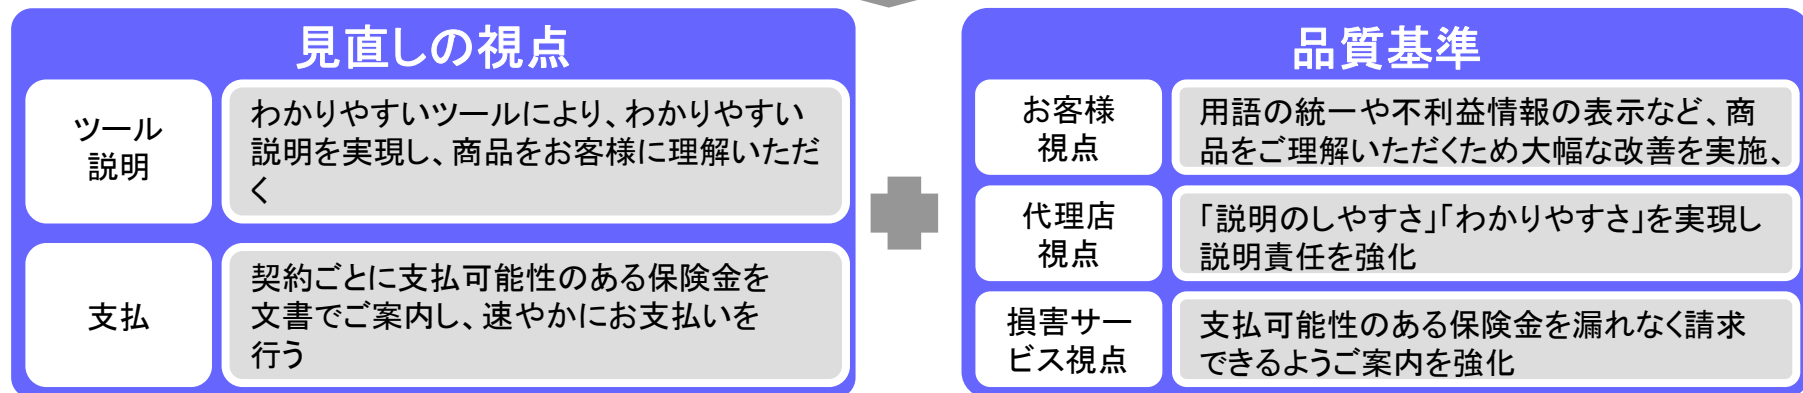 見直しの視点
ツール
説明
わかりやすいツールにより、わかりやすい
説明を実現し、商品をお客様に理解いただ
く
支払
契約ごとに支払可能性のある保険金を
文書でご案内し、速やかにお支払いを
行う
品質基準
お客様
視点
用語の統一や不利益情報の表示など、商
品をご理解いただくため大幅な改善を実施、
代理店
視点
「説明のしやすさ」「わかりやすさ」を実現し
説明責任を強化
損害サー
ビス視点
支払可能性のある保険金を漏れなく請求
できるようご案内を強化